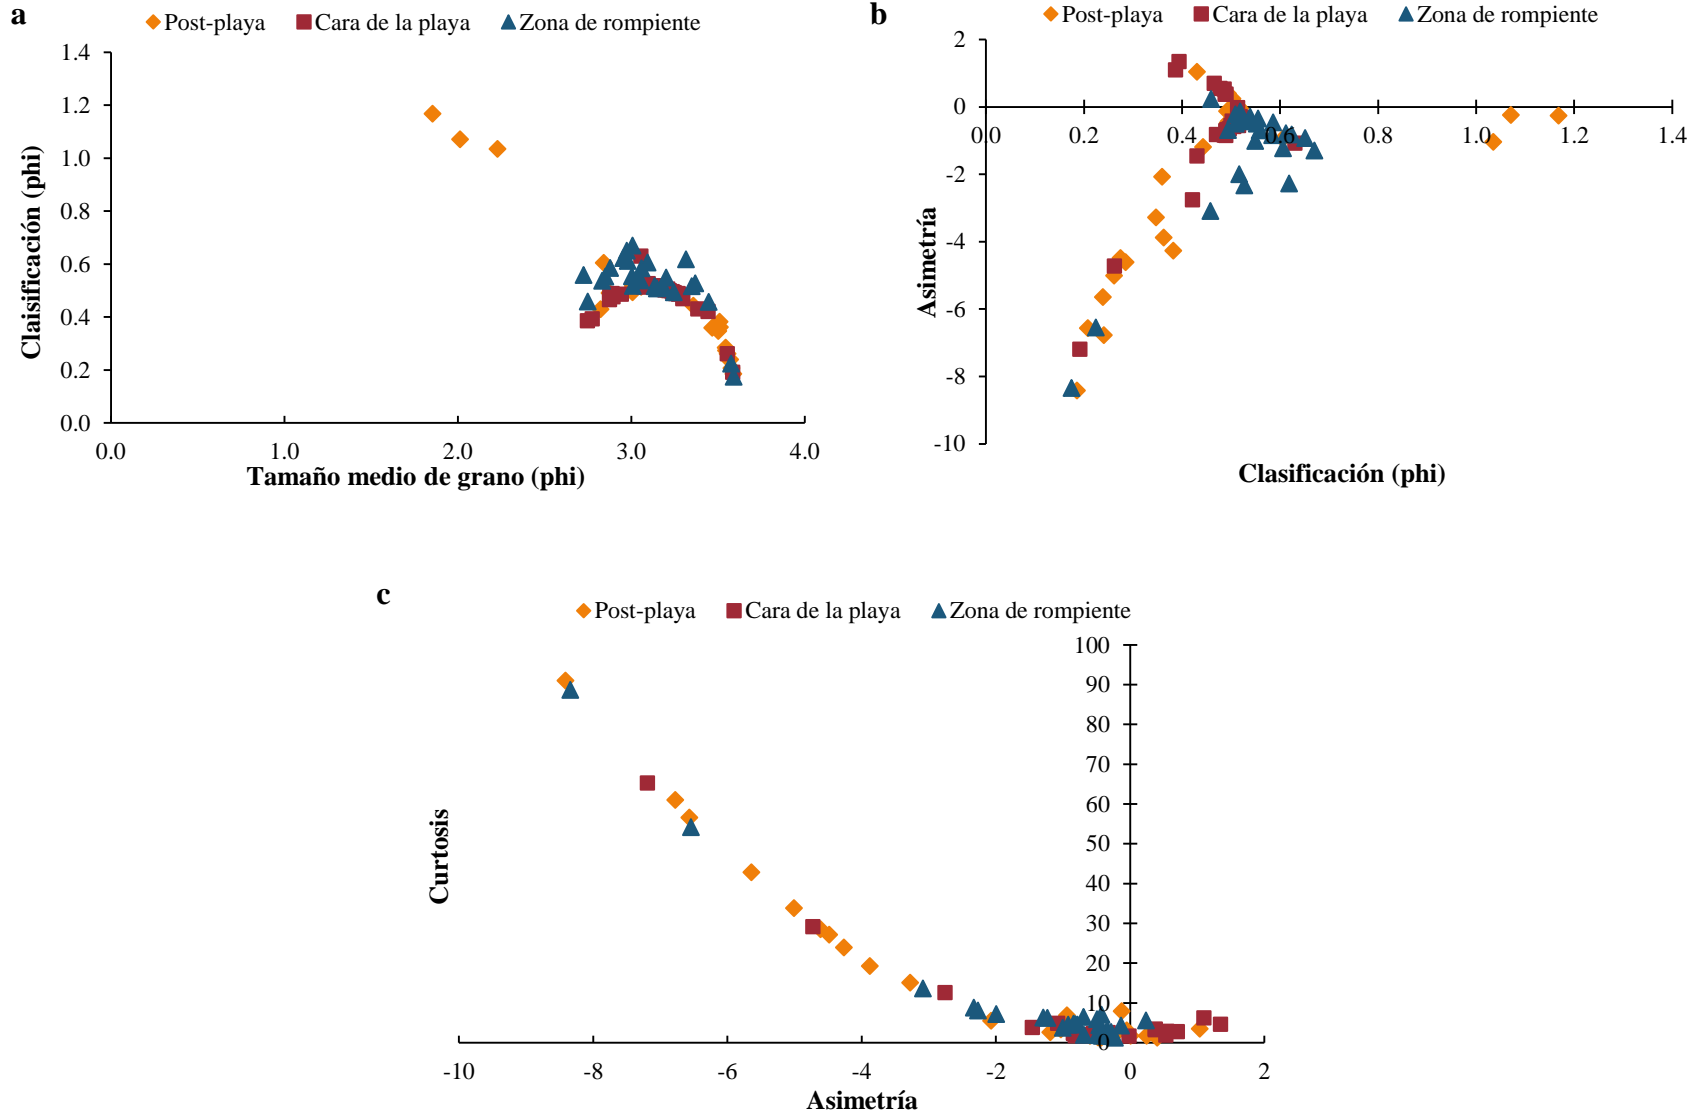 a
Post-playa Cara de la playa Zona de rompiente
1.4
1.2
1.0
0.8
0.6
0.4
0.2
0.0
0.0 1.0 2.0 3.0 4.0
Claisificación (phi)
Tamaño medio de grano (phi)
b
Post-playa Cara de la playa Zona de rompiente
2
0
-2
-4
-6
-8
-10
0.0 0.2 0.4 0.6 0.8 1.0 1.2 1.4
Asimetría
Clasificación (phi)
c
Post-playa Cara de la playa Zona de rompiente
100
90
80
70
60
50
40
30
20
10
0
-10 -8 -6 -4 -2 0 2
Curtosis
Asimetría